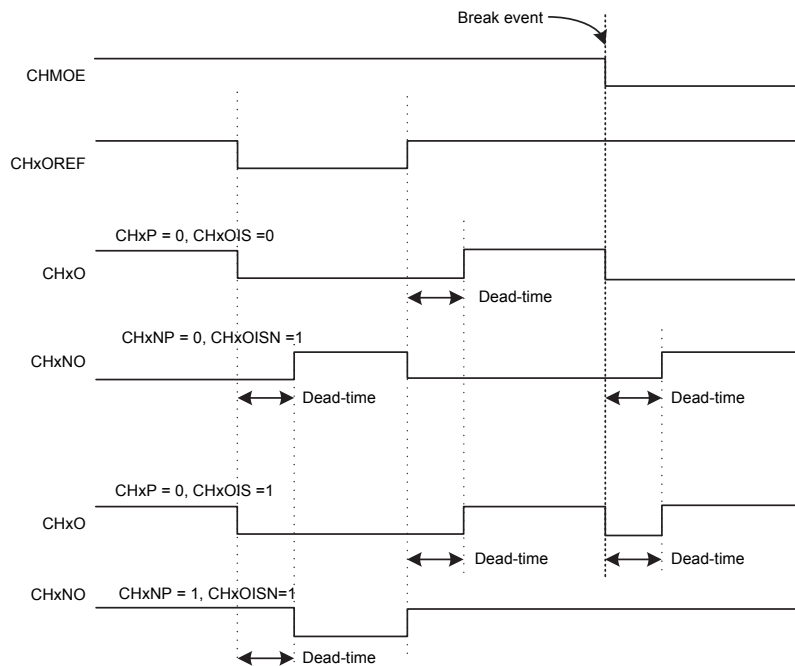 Break event
CHMOE
CHxOREF
CHxP = 0, CHxOIS =0
CHxO
Dead-time
CHxNP = 0, CHxOISN =1
CHxNO
Dead-time
Dead-time
CHxP = 0, CHxOIS =1
CHxO
Dead-time
Dead-time
CHxNO
CHxNP = 1, CHxOISN=1
Dead-time